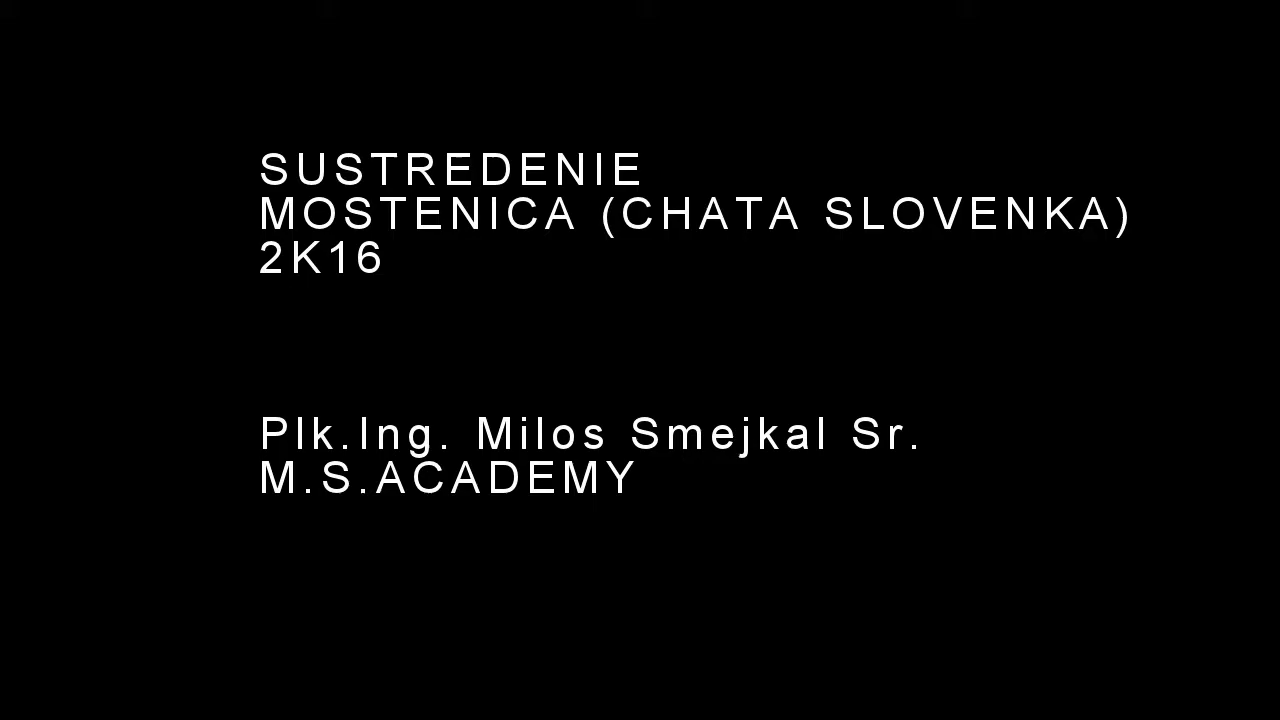 SUSTREDENIE
MOSTENICA (CHATA SLOVENKA)
2K16
Plk.Ing. Milos Smejkal Sr.
M.S.ACADEMY